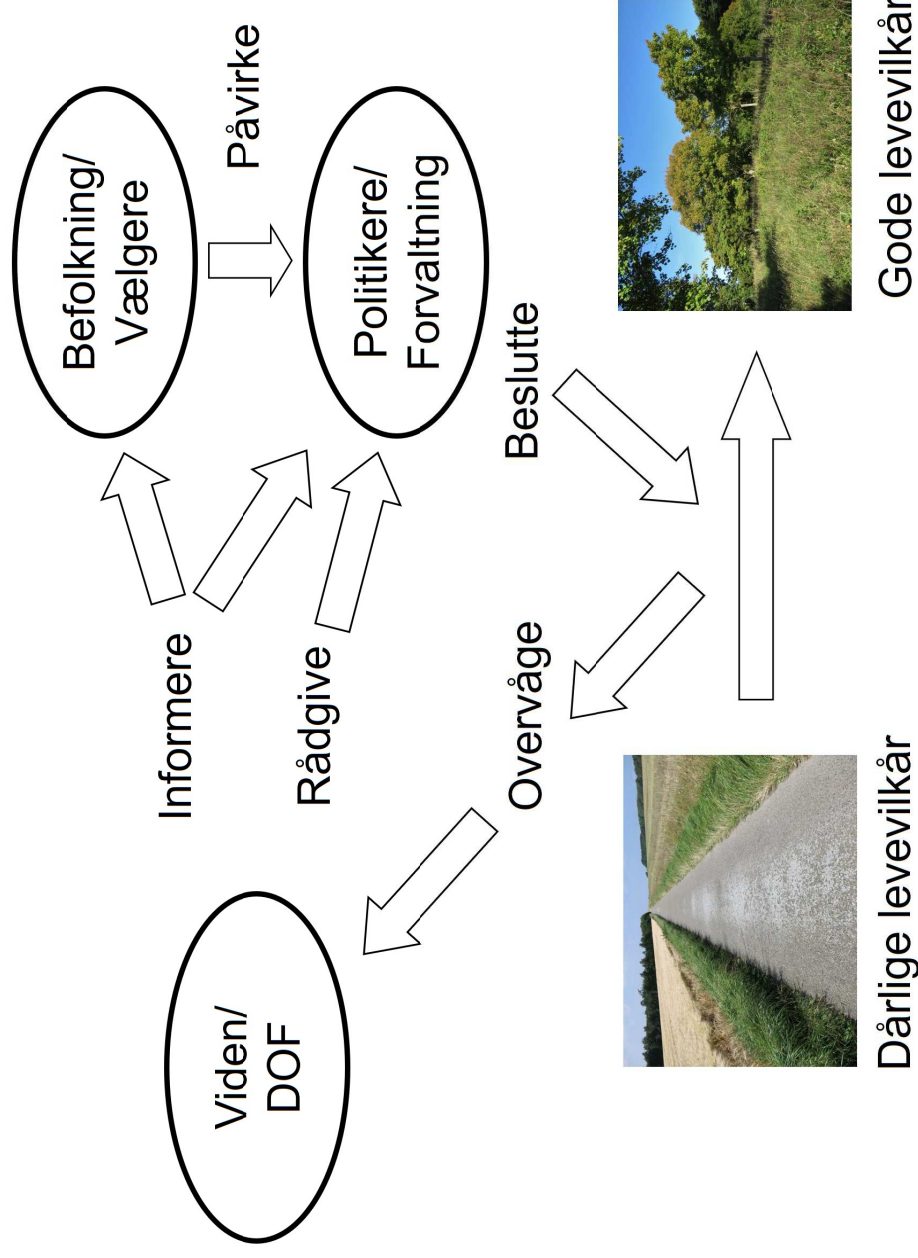 Befolkning/
Vælgere
Påvirke
Informere
Viden/
DOF
Rådgive
Politikere/
Forvaltning
Overvåge
Beslutte
Dårlige levevilkår
Gode levevilkår